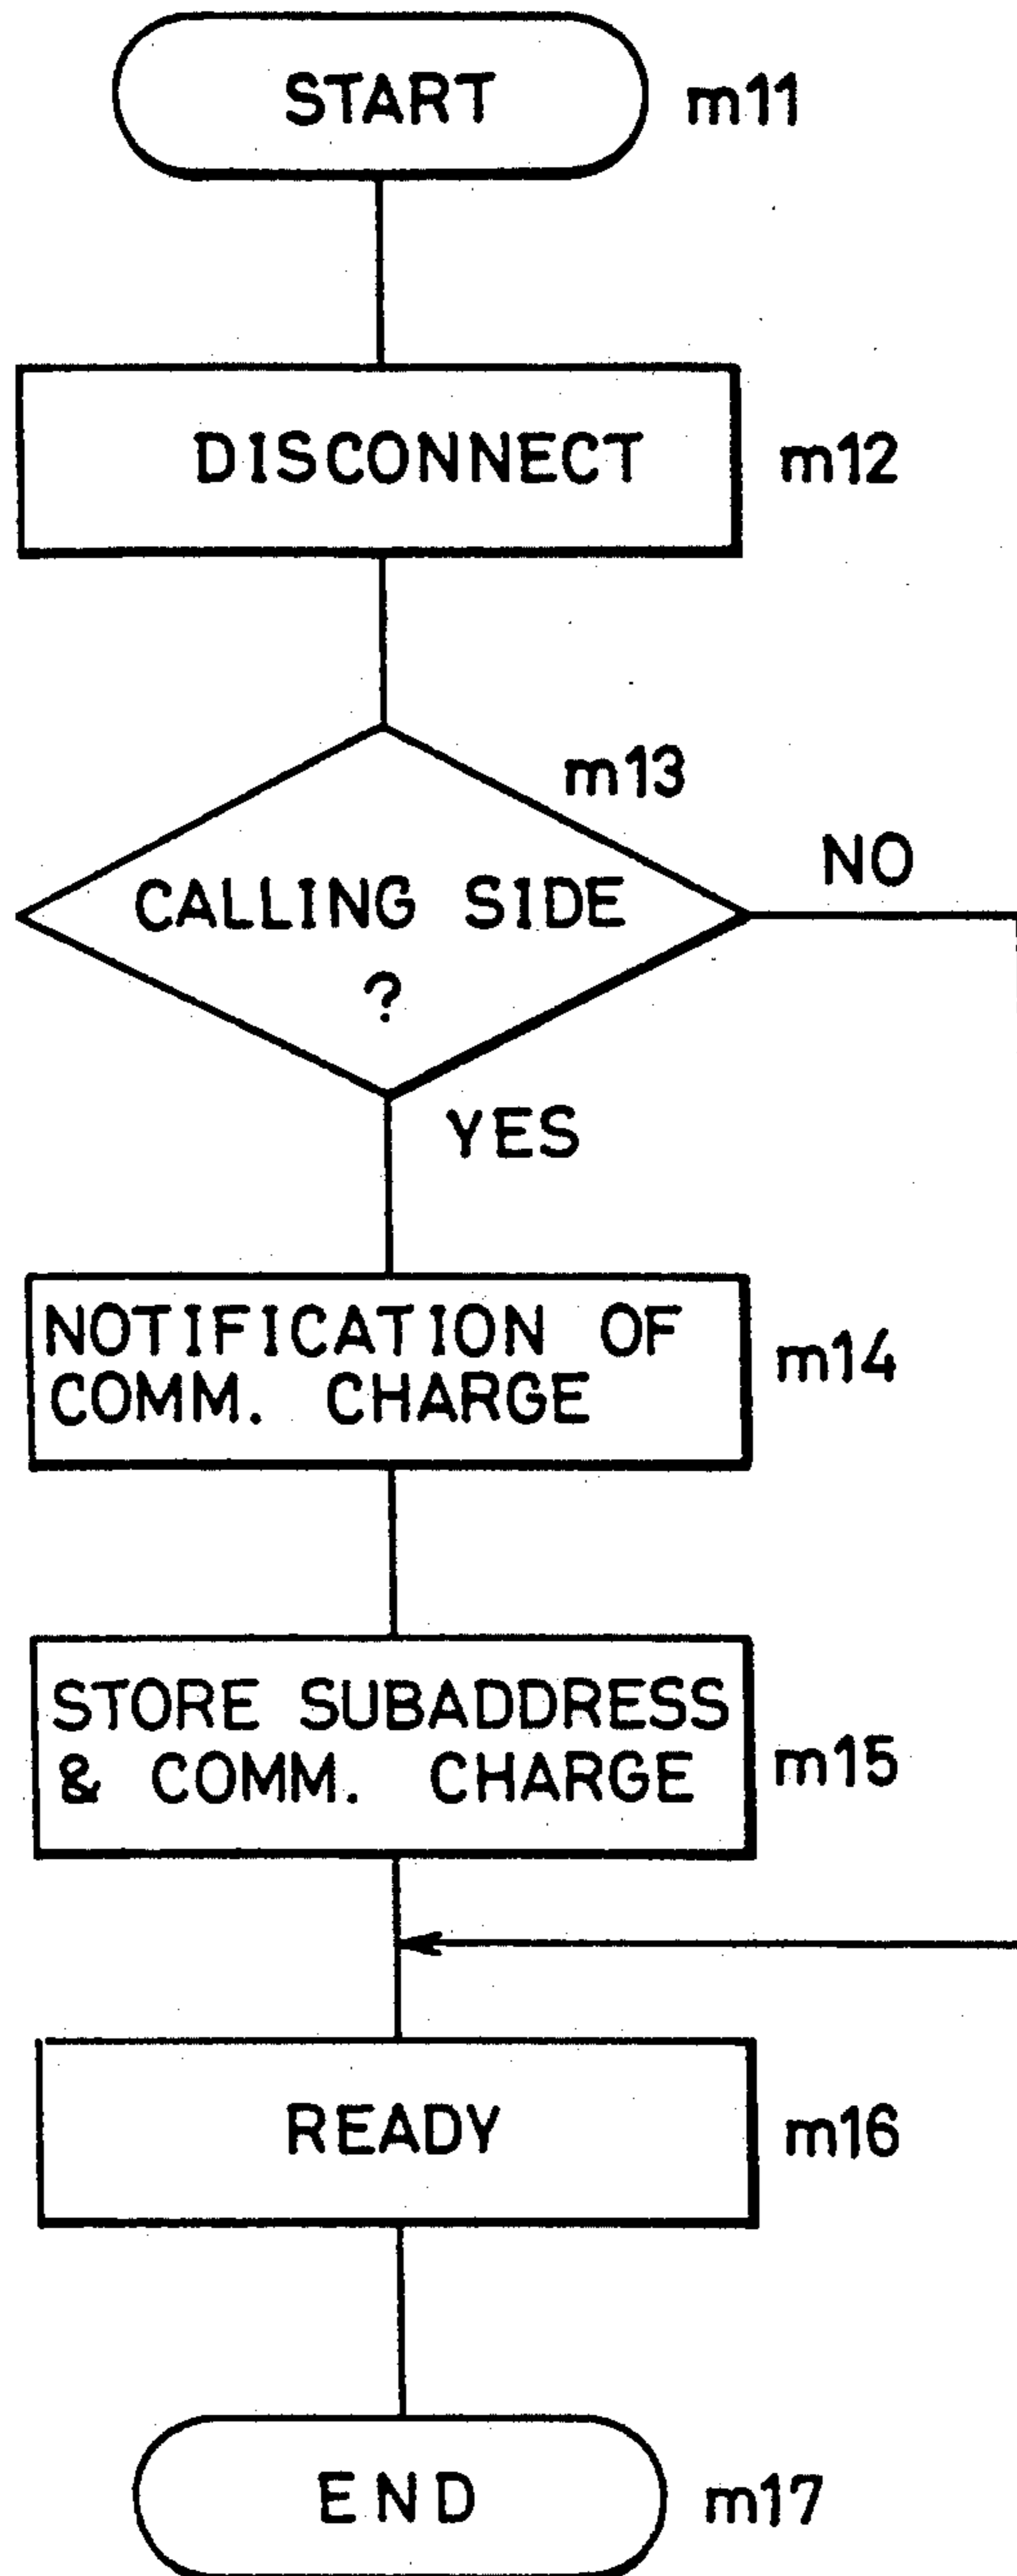 START m11
DISCONNECT m12
m13
NO
CALLING SIDE
?
YES
NOTIFICATION OF
COMM. CHARGE
m14
STORE SUBADDRESS
& COMM. CHARGE
m15
READY m16
END m17